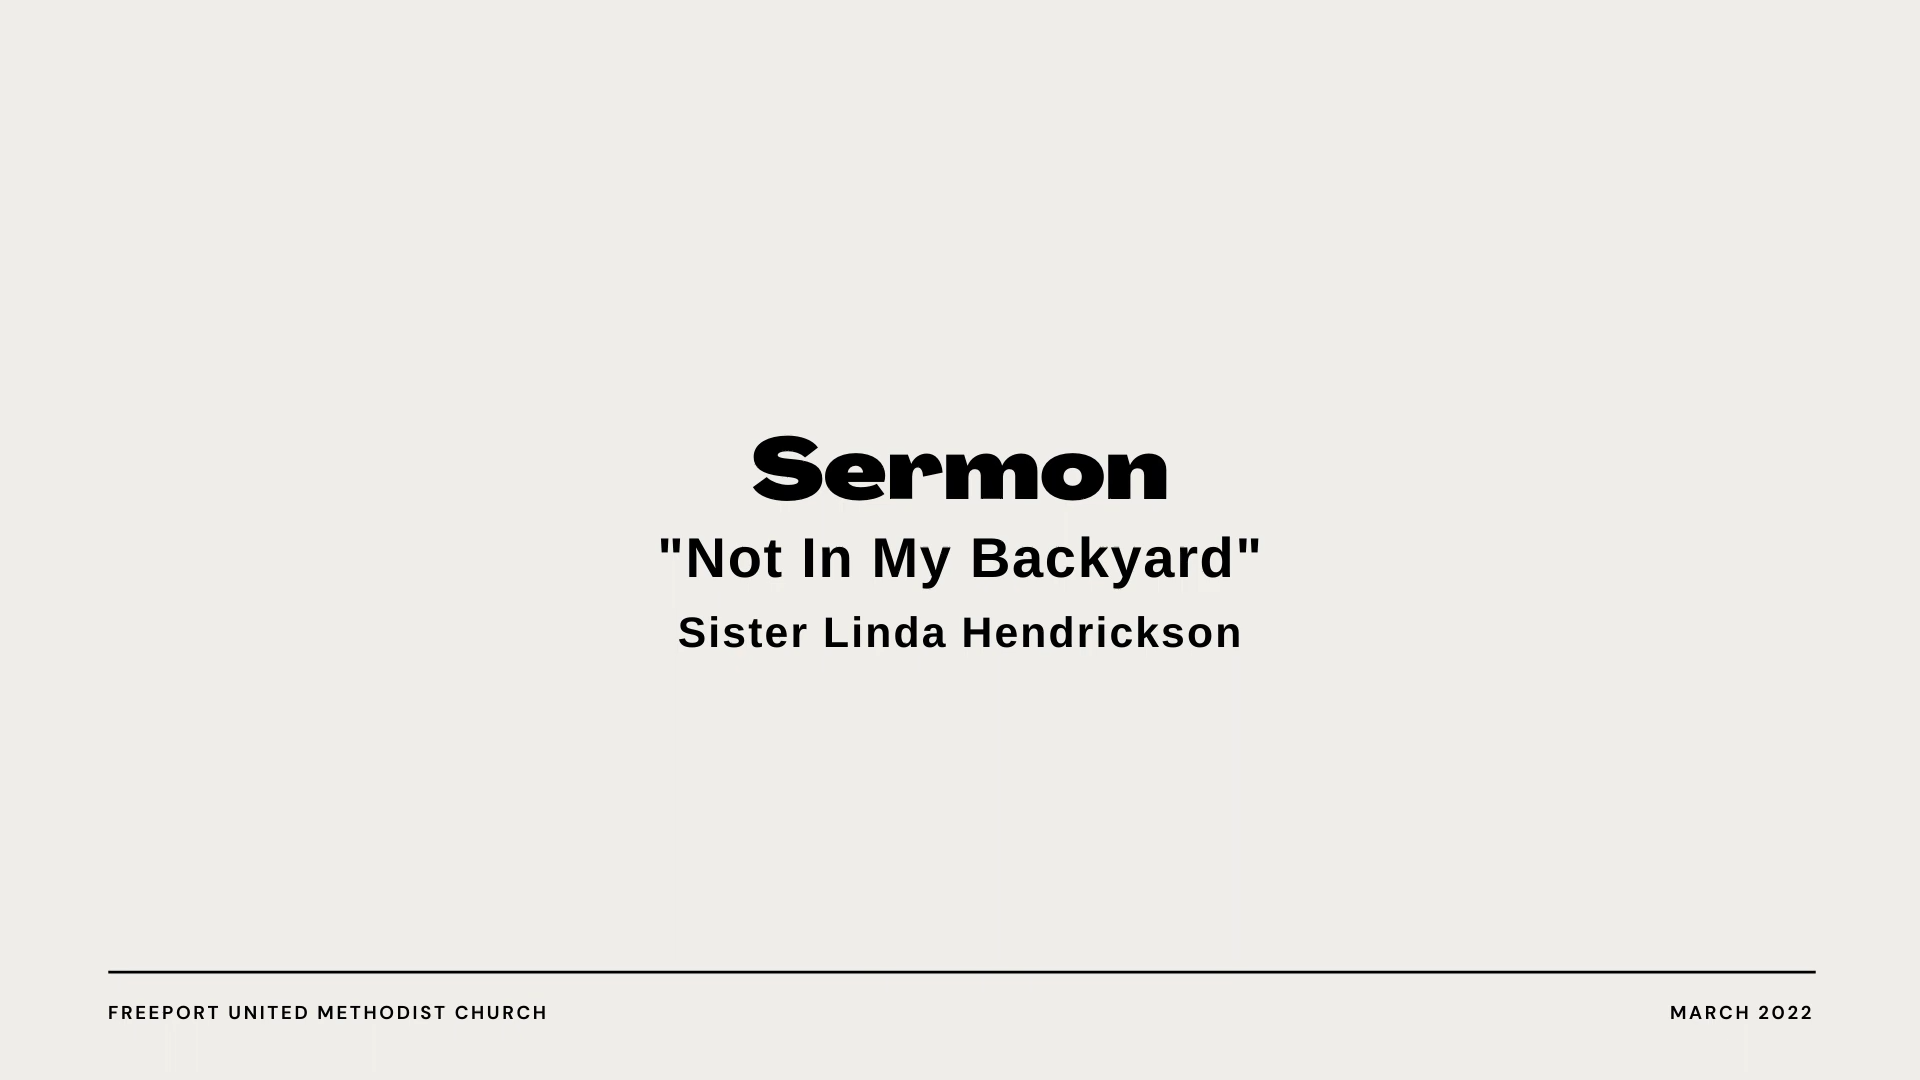 Sermon
"Not In My Backyard"
Sister Linda Hendrickson
FREEPORT UNITED METHODIST CHURCH
MARCH 2022